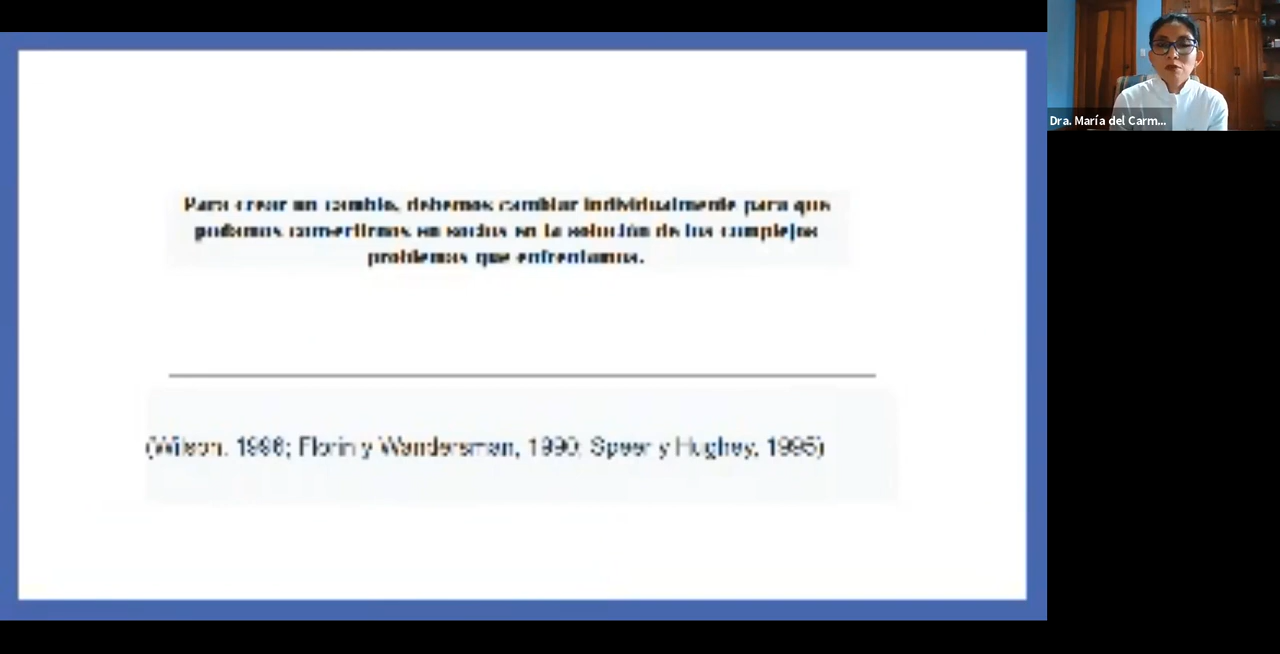 Para crear un cambio, debemos cambiar individualmente para que
podamos convertirnos en socios en la solución de los complejos
problemas que enfrentamos.
(Wilson, 1996; Florin y Wandersman, 1990; Speer y Hughey, 1995)
Dra. María del Carm...